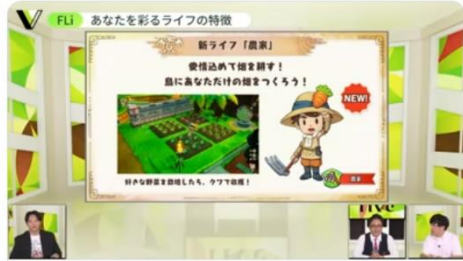 FLi あなたを彩るライフの特徴
新ライフ「農家」
愛情込めて畑を耕す!
島にあなただけの畑をつくろう!
NEW!
好きな野菜を栽培したら、クワで収穫!
農家